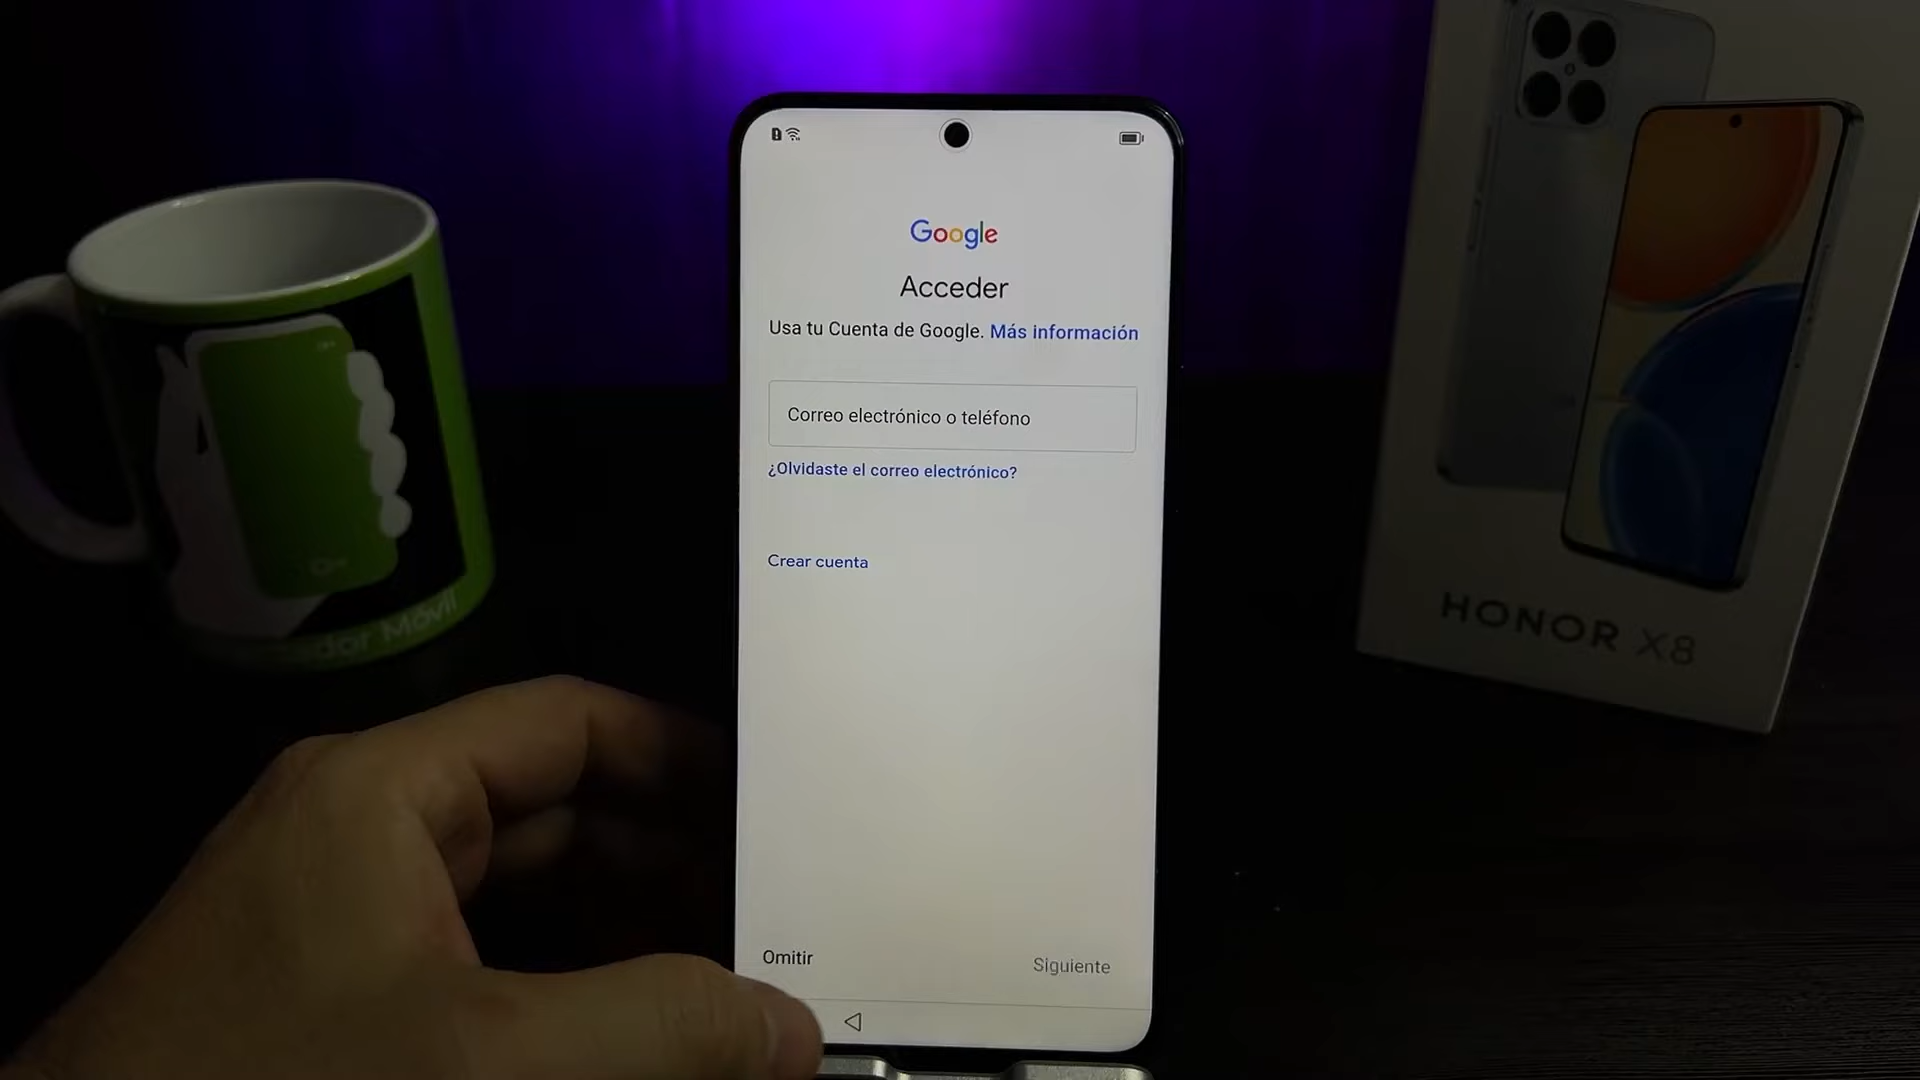 Google
Acceder
Usa tu Cuenta de Google. Más información
Correo electrónico o teléfono
¿Olvidaste el correo electrónico?
Crear cuenta
Omitir
Siguiente
HONOR X8
Móvil